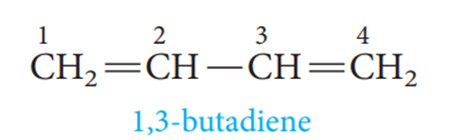 1 2 3 4
CH₂=CH—CH=CH₂
1,3-butadiene